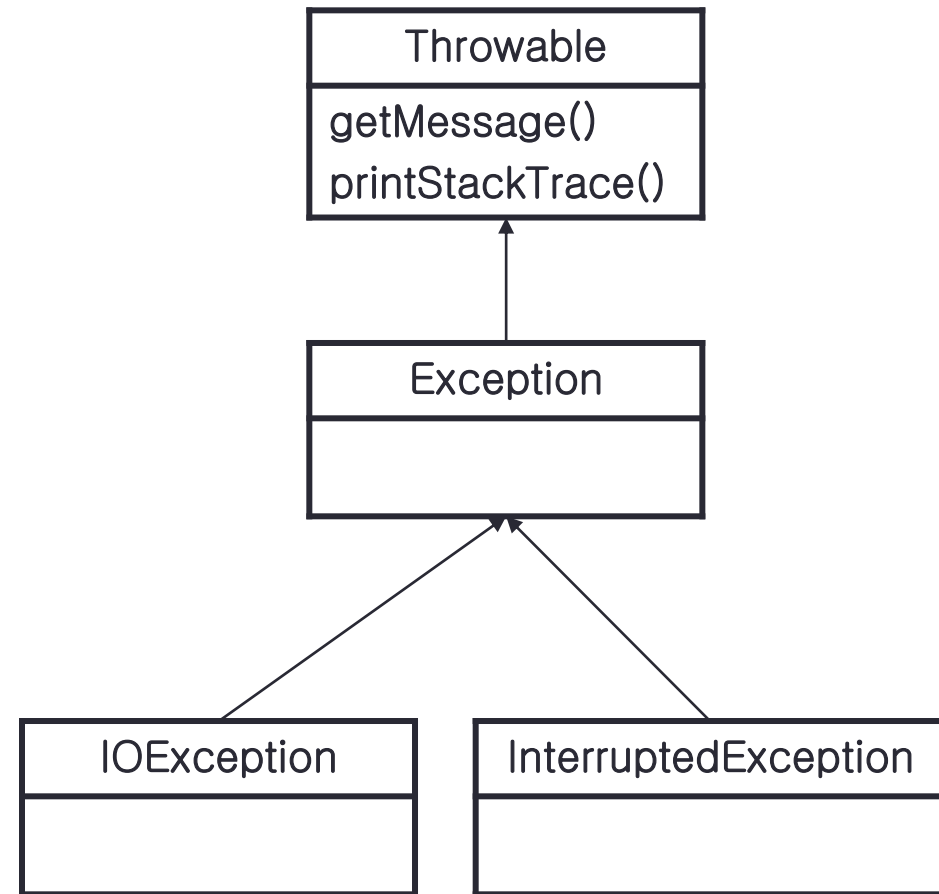 Throwable
getMessage()
printStackTrace()
Exception
IOException
InterruptedException